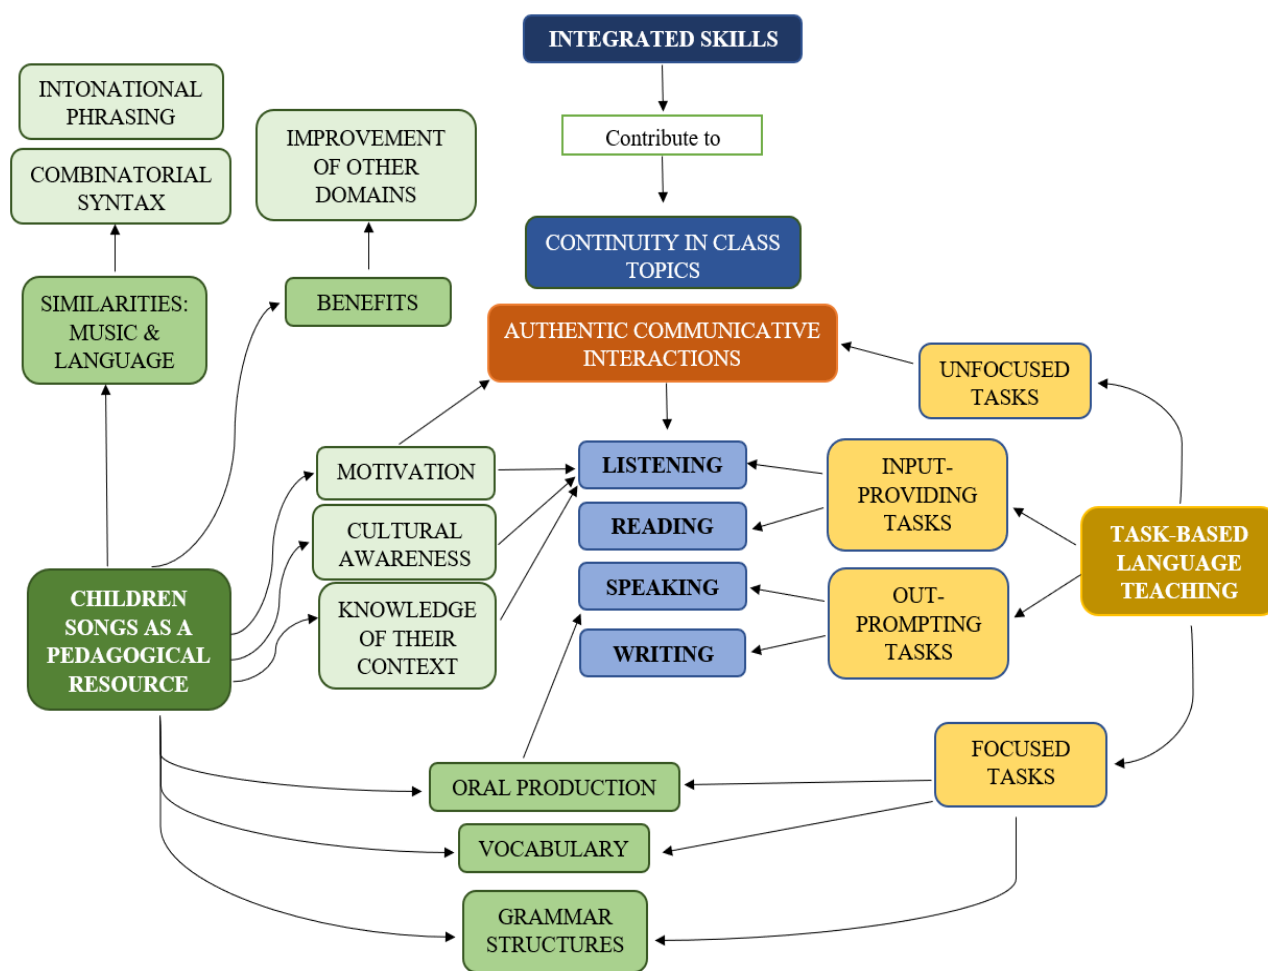 INTEGRATED SKILLS
Contribute to
CONTINUITY IN CLASS
TOPICS
INTONATIONAL
PHRASING
COMBINATORIAL
SYNTAX
SIMILARITIES:
MUSIC &
LANGUAGE
IMPROVEMENT
OF OTHER
DOMAINS
BENEFITS
AUTHENTIC COMMUNICATIVE
INTERACTIONS
UNFOCUSED
TASKS
MOTIVATION
CULTURAL
AWARENESS
KNOWLEDGE
OF THEIR
CONTEXT
LISTENING
READING
SPEAKING
WRITING
INPUT-
PROVIDING
TASKS
OUT-
PROMPTING
TASKS
TASK-BASED
LANGUAGE
TEACHING
CHILDREN
SONGS AS A
PEDAGOGICAL
RESOURCE
FOCUSED
TASKS
ORAL PRODUCTION
VOCABULARY
GRAMMAR
STRUCTURES